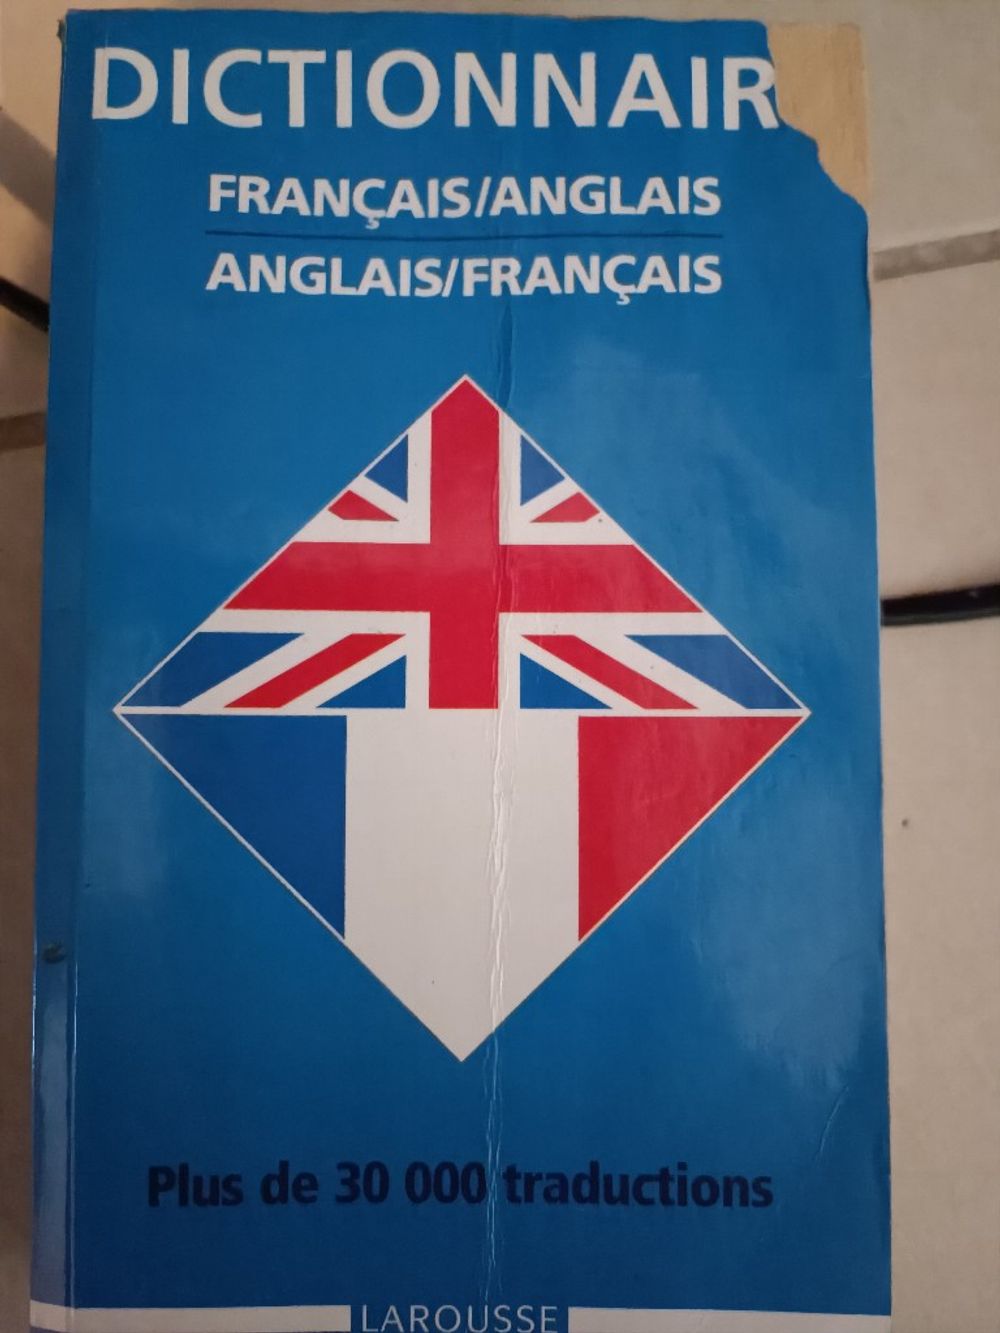 DICTIONNAIR
FRANÇAIS/ANGLAIS
ANGLAIS/FRANÇAIS
Plus de 30 000 traductions
LAROUSSE